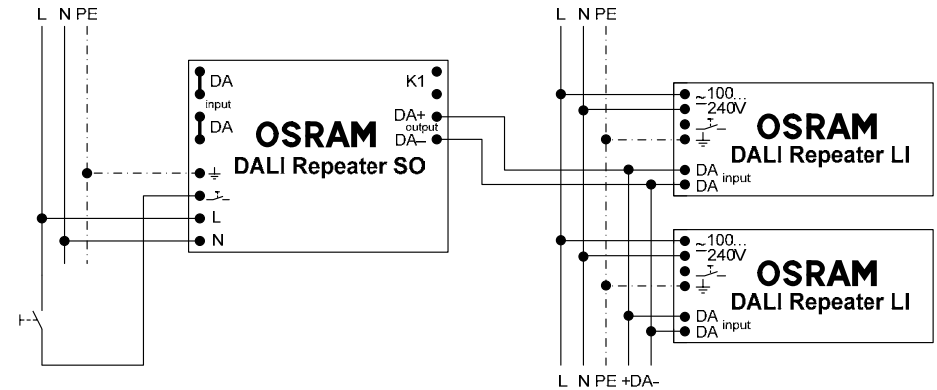 L N PE
DA
input
DA
K1
DA+
output
DA–
OSRAM
DALI Repeater SO
L
N
L N PE
~100...
240V
DA
DA
input
OSRAM
DALI Repeater LI
~100...
240V
DA
DA
input
OSRAM
DALI Repeater LI
L N PE +DA–